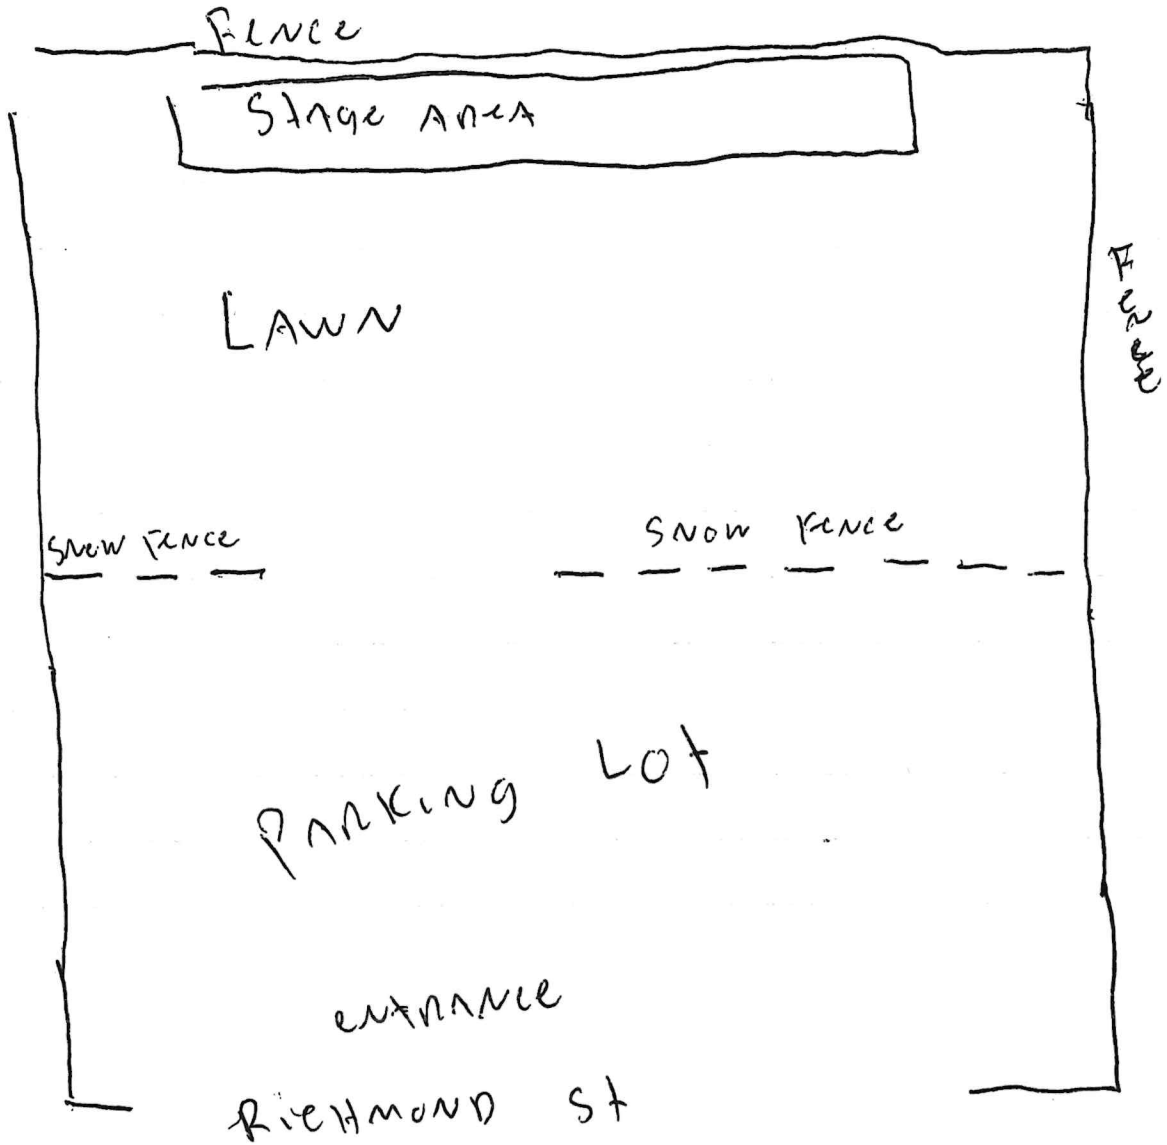 Fence
Stage Area
Lawn
Fence
Snow Fence
Snow Fence
Parking Lot
entrance
Richmond St